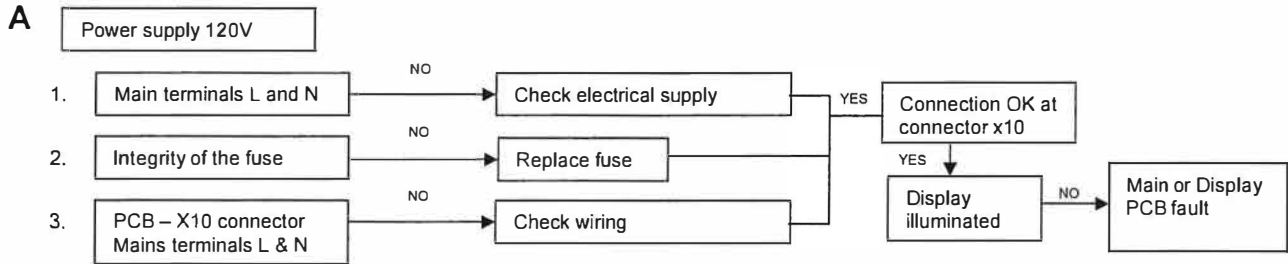 A
Power supply 120V
1.
Main terminals L and N
NO
Check electrical supply
YES
Connection OK at
connector x10
2.
Integrity of the fuse
NO
Replace fuse
YES
3.
PCB – X10 connector
Mains terminals L & N
NO
Check wiring
Display
illuminated
NO
Main or Display
PCB fault